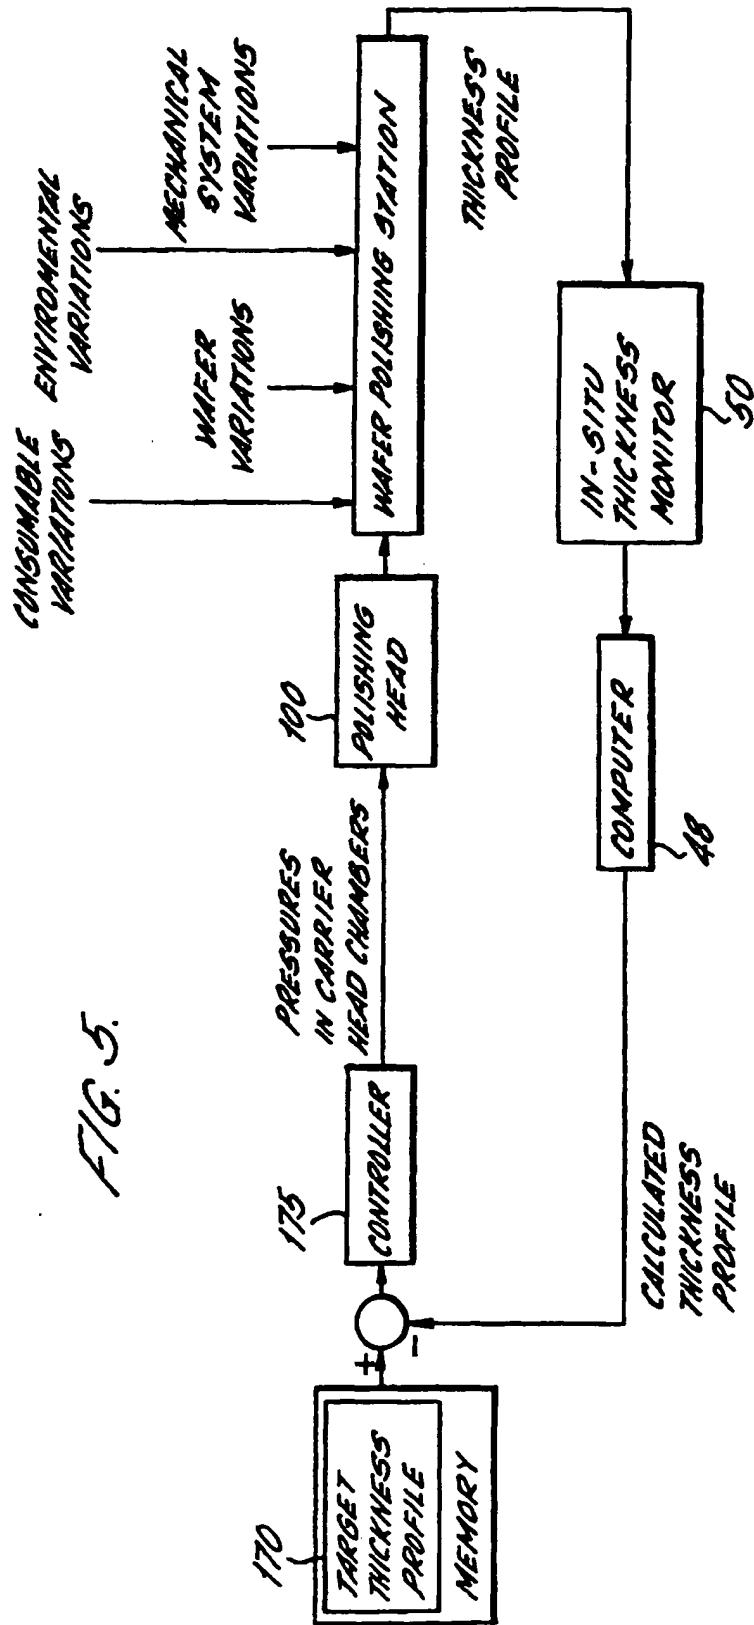 FIG. 5.
CONSUMABLE
VARIATIONS
ENVIROMENTAL
VARIATIONS
WAFER
VARIATIONS
MECHANICAL
SYSTEM
VARIATIONS
170
TARGET
THICKNESS
PROFILE
MEMORY
+
-
175
CONTROLLER
PRESSURES
IN CARRIER
HEAD CHAMBERS
100
POLISHING
HEAD
WAFER POLISHING STATION
THICKNESS
PROFILE
IN-SITU
THICKNESS
MONITOR
50
COMPUTER
48
CALCULATED
THICKNESS
PROFILE